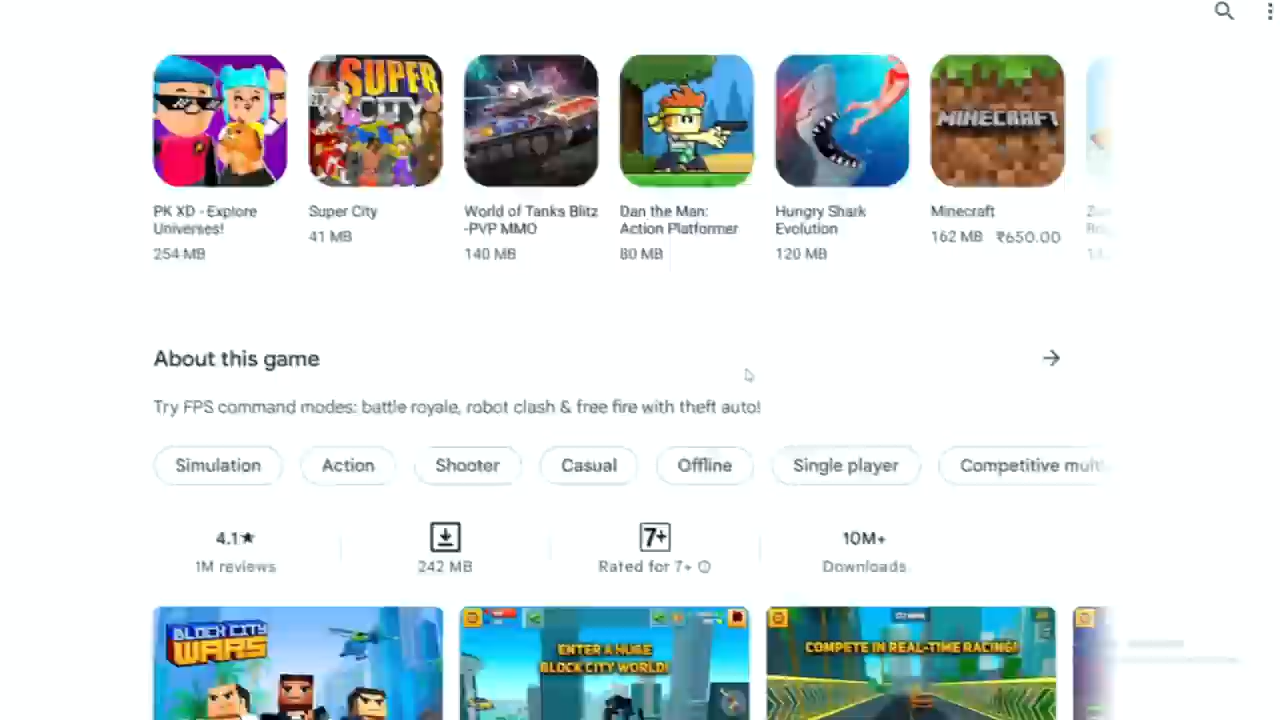 SUPER
CITY
MINECRAFT
PK XD - Explore
Universes!
254 MB
Super City
41 MB
World of Tanks Blitz
-PVP MMO
140 MB
Dan the Man:
Action Platformer
80 MB
Hungry Shark
Evolution
120 MB
Minecraft
162 MB ₹650.00
About this game
Try FPS command modes: battle royale, robot clash & free fire with theft auto!
Simulation
Action
Shooter
Casual
Offline
Single player
Competitive mult
4.1★
1M reviews
242 MB
7+
Rated for 7+
10M+
Downloads
BLOCK CITY
WARS
ENTER A HUGE
BLOCK CITY WORLD!
COMPETE IN REAL-TIME RACING!